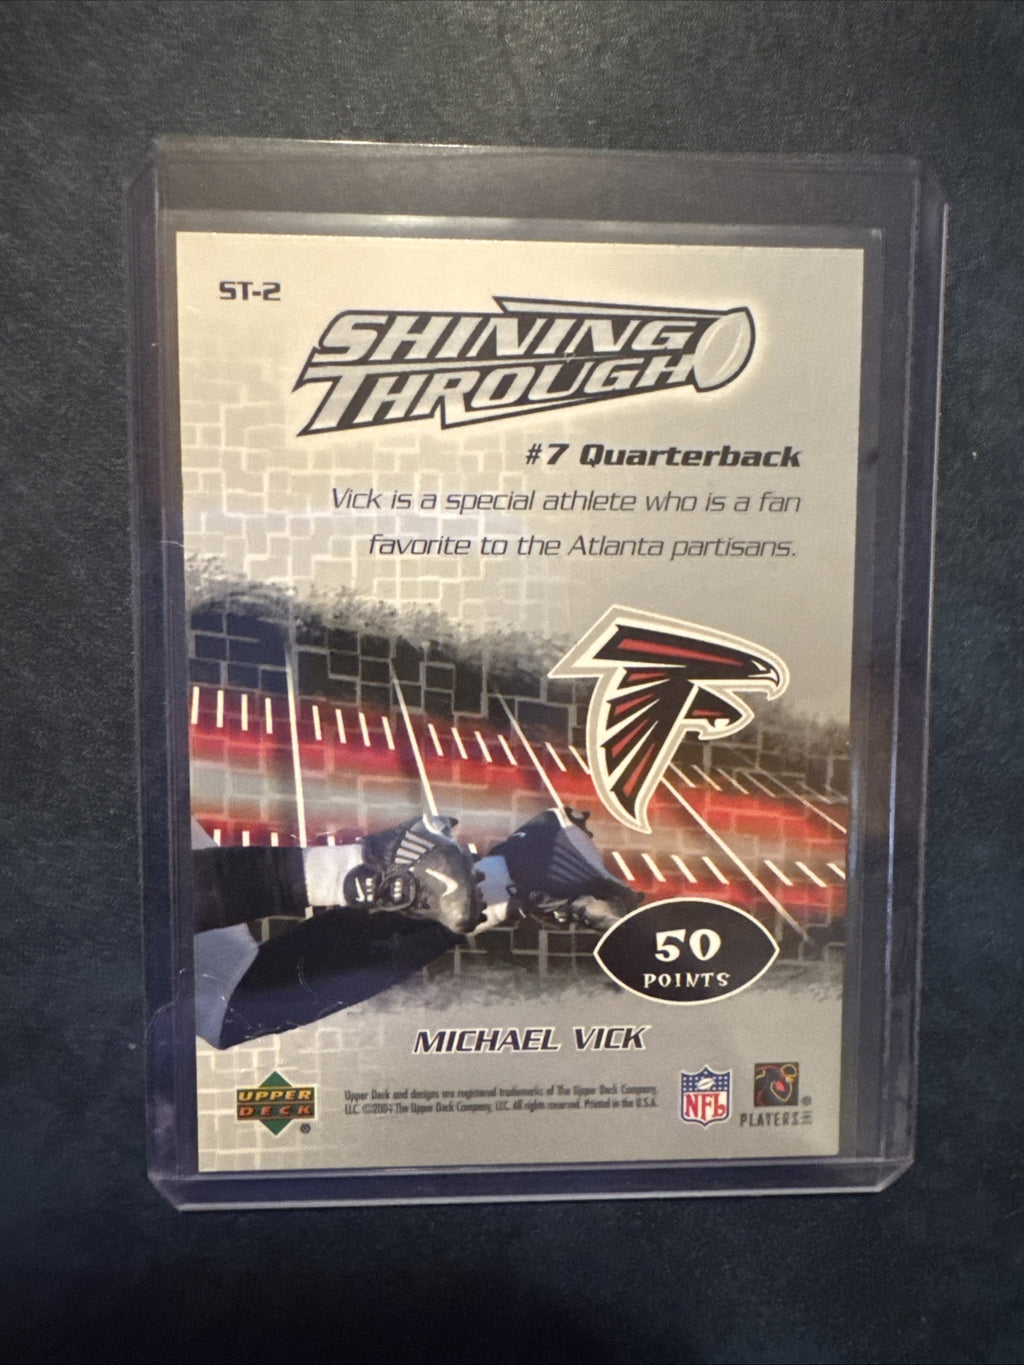 ST-2
SHINING
THROUGH
#7 Quarterback
Vick is a special athlete who is a fan
favorite to the Atlanta partisans.
50
POINTS
MICHAEL VICK
UPPER
DECK
®
Upper Deck and designs are registered trademarks of The Upper Deck Company,
LLC. ©2004 The Upper Deck Company, LLC. All rights reserved. Printed in the U.S.A.
NFL
®
PLAYERS